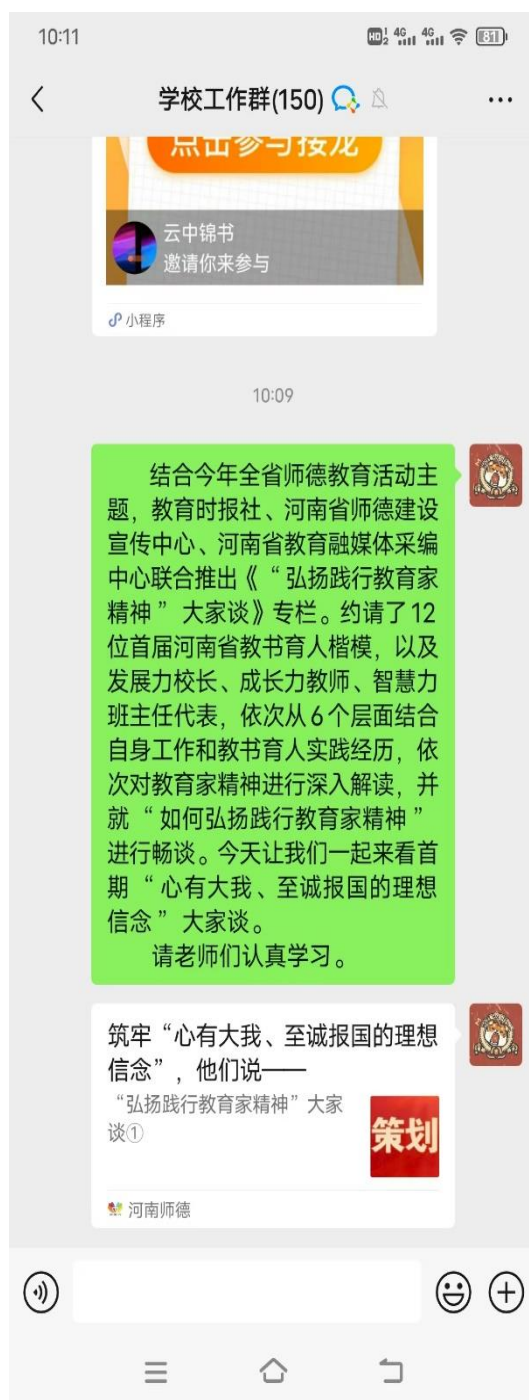 10:11
HD 1 2 4G 4G 81
学校工作群(150)
点击参与接龙
云中锦书
邀请你来参与
小程序
10:09
结合今年全省师德教育活动主
题，教育时报社、河南省师德建设
宣传中心、河南省教育融媒体采编
中心联合推出《“弘扬践行教育家
精神”大家谈》专栏。约请了12
位首届河南省教书育人楷模，以及
发展力校长、成长力教师、智慧力
班主任代表，依次从6个层面结合
自身工作和教书育人实践经历，依
次对教育家精神进行深入解读，并
就“如何弘扬践行教育家精神”
进行畅谈。今天让我们一起来看首
期“心有大我、至诚报国的理想
信念”大家谈。
请老师们认真学习。
筑牢“心有大我、至诚报国的理想
信念”，他们说——
“弘扬践行教育家精神”大家
谈①
策划
河南师德